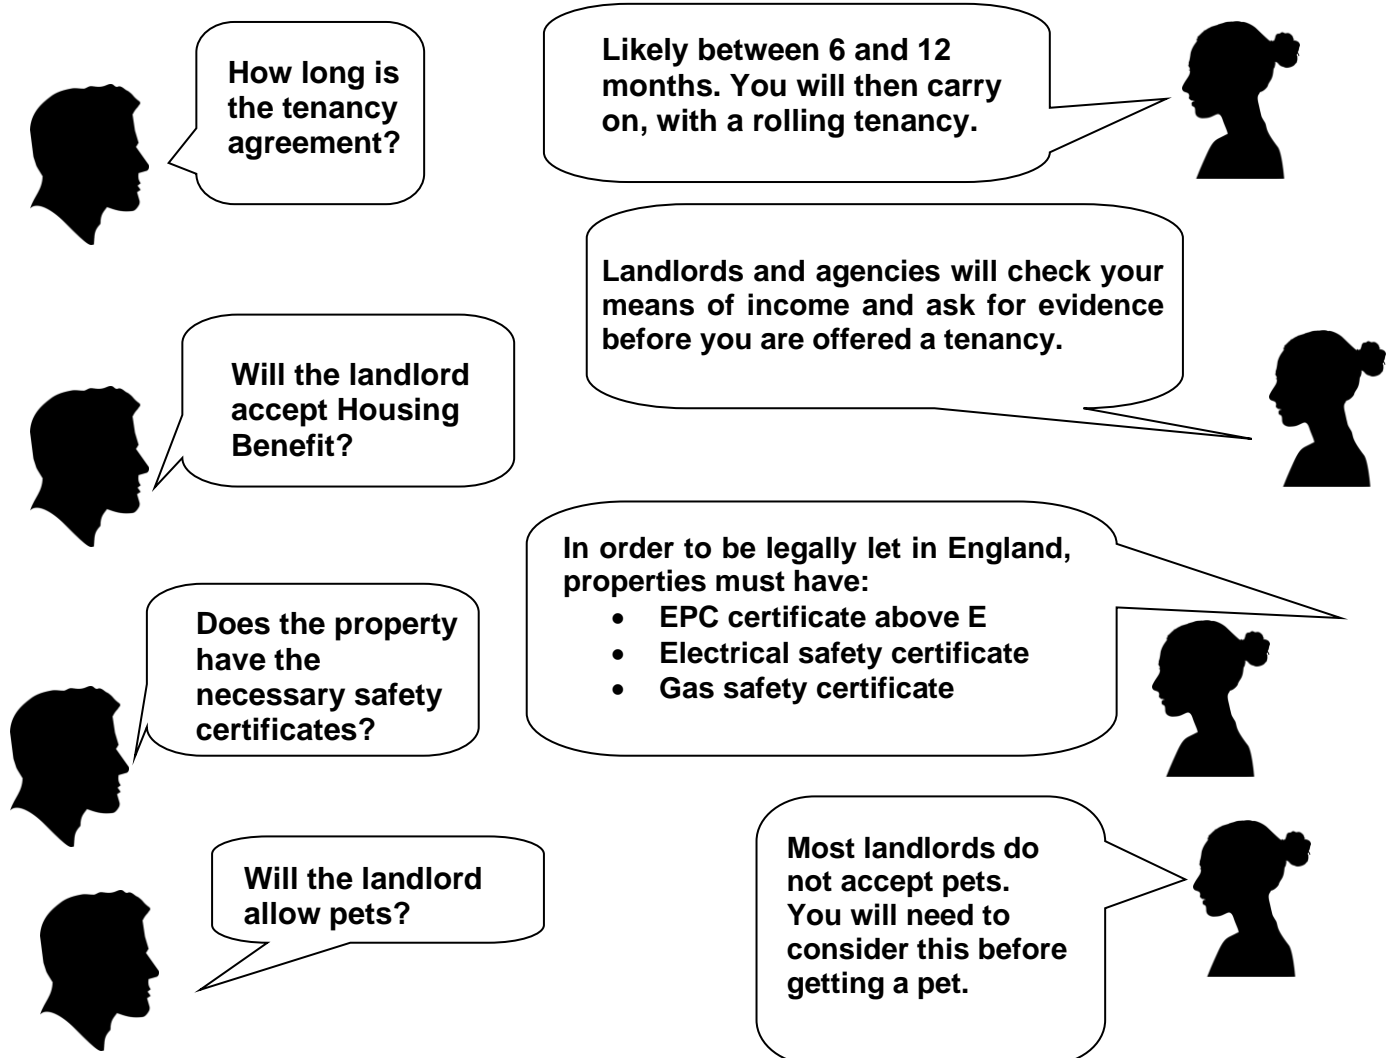 How long is
the tenancy
agreement?
Likely between 6 and 12
months. You will then carry
on, with a rolling tenancy.
Will the landlord
accept Housing
Benefit?
Landlords and agencies will check your
means of income and ask for evidence
before you are offered a tenancy.
Does the property
have the
necessary safety
certificates?
In order to be legally let in England,
properties must have:
• EPC certificate above E
• Electrical safety certificate
• Gas safety certificate
Will the landlord
allow pets?
Most landlords do
not accept pets.
You will need to
consider this before
getting a pet.